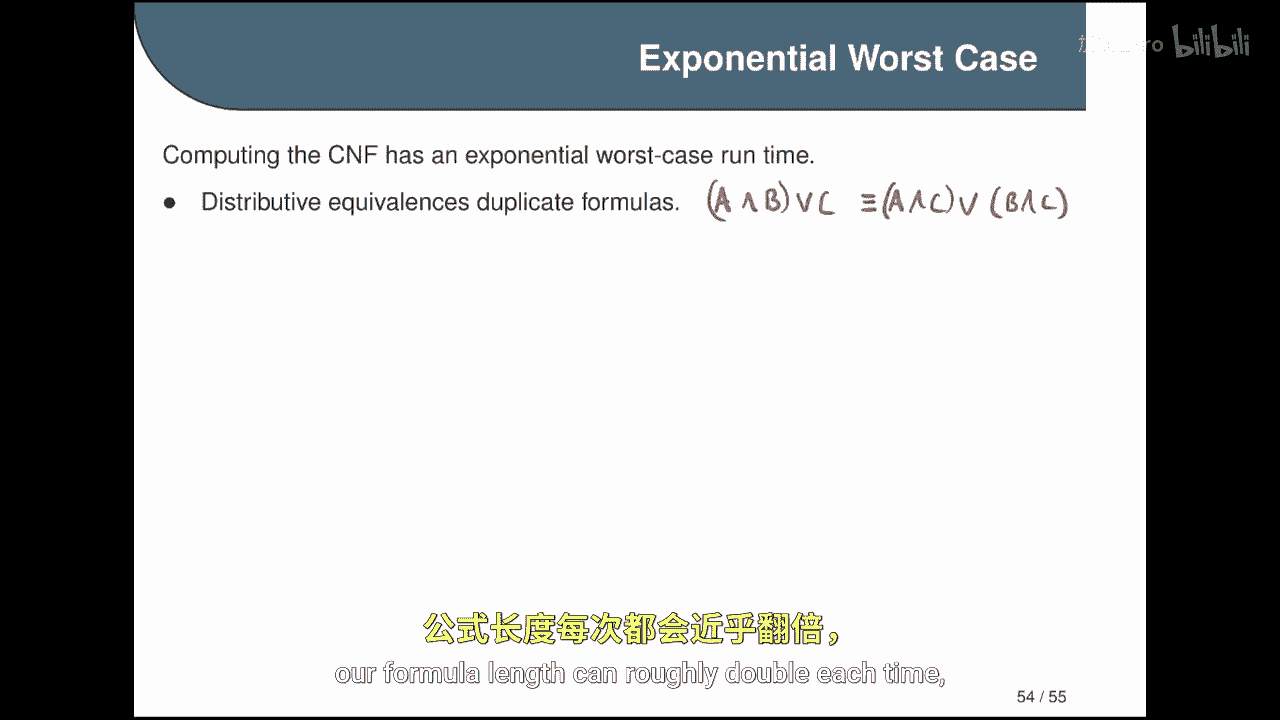 Exponential Worst Case
bilibili
Computing the CNF has an exponential worst-case run time.
● Distributive equivalences duplicate formulas. (A ∧ B) ∨ C ≡ (A ∧ C) ∨ (B ∧ C)
公式长度每次都会近乎翻倍，
our formula length can roughly double each time,
54 / 55